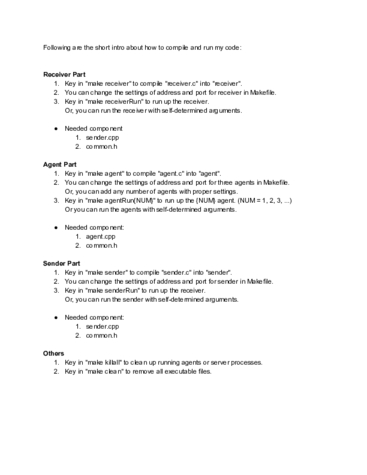 Following are the short intro about how to compile and run my code:
Receiver Part
1. Key in "make receiver" to compile "receiver.c" into "receiver".
2. You can change the settings of address and port for receiver in Makefile.
3. Key in "make receiverRun" to run up the receiver.
Or, you can run the receiver with self-determined arguments.
● Needed component
1. sender.cpp
2. common.h
Agent Part
1. Key in "make agent" to compile "agent.c" into "agent".
2. You can change the settings of address and port for three agents in Makefile.
Or, you can add any number of agents with proper settings.
3. Key in "make agentRun{NUM}" to run up the {NUM} agent. (NUM = 1, 2, 3, ...)
Or you can run the agents with self-determined arguments.
● Needed component:
1. agent.cpp
2. common.h
Sender Part
1. Key in "make sender" to compile "sender.c" into "sender".
2. You can change the settings of address and port for sender in Makefile.
3. Key in "make senderRun" to run up the receiver.
Or, you can run the sender with self-determined arguments.
● Needed component:
1. sender.cpp
2. common.h
Others
1. Key in "make killall" to clean up running agents or server processes.
2. Key in "make clean" to remove all executable files.